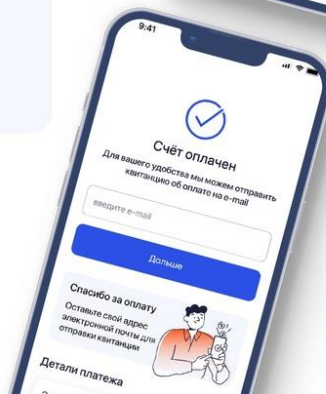 9:41
Счёт оплачен
Для вашего удобства мы можем отправить
квитанцию об оплате на e-mail
введите e-mail
Дальше
Спасибо за оплату
Оставьте свой адрес
электронной почты для
отправки квитанции
Детали платежа